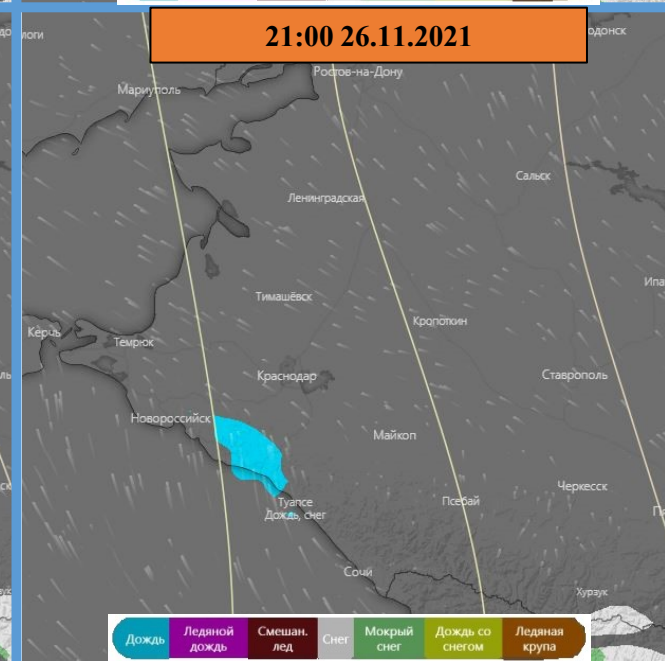 21:00 26.11.2021
Ростов-на-Дону
Мариуполь
Сальск
Ленинградская
Тимашёвск
Кропоткин
Керчь
Темрюк
Краснодар
Ставрополь
Новороссийск
Майкоп
Черкесск
Псебай
Туапсе
Дождь, снег
Сочи
Хурзук
Дождь
Ледяной дождь
Смешан. лед
Снег
Мокрый снег
Дождь со снегом
Ледяная крупа